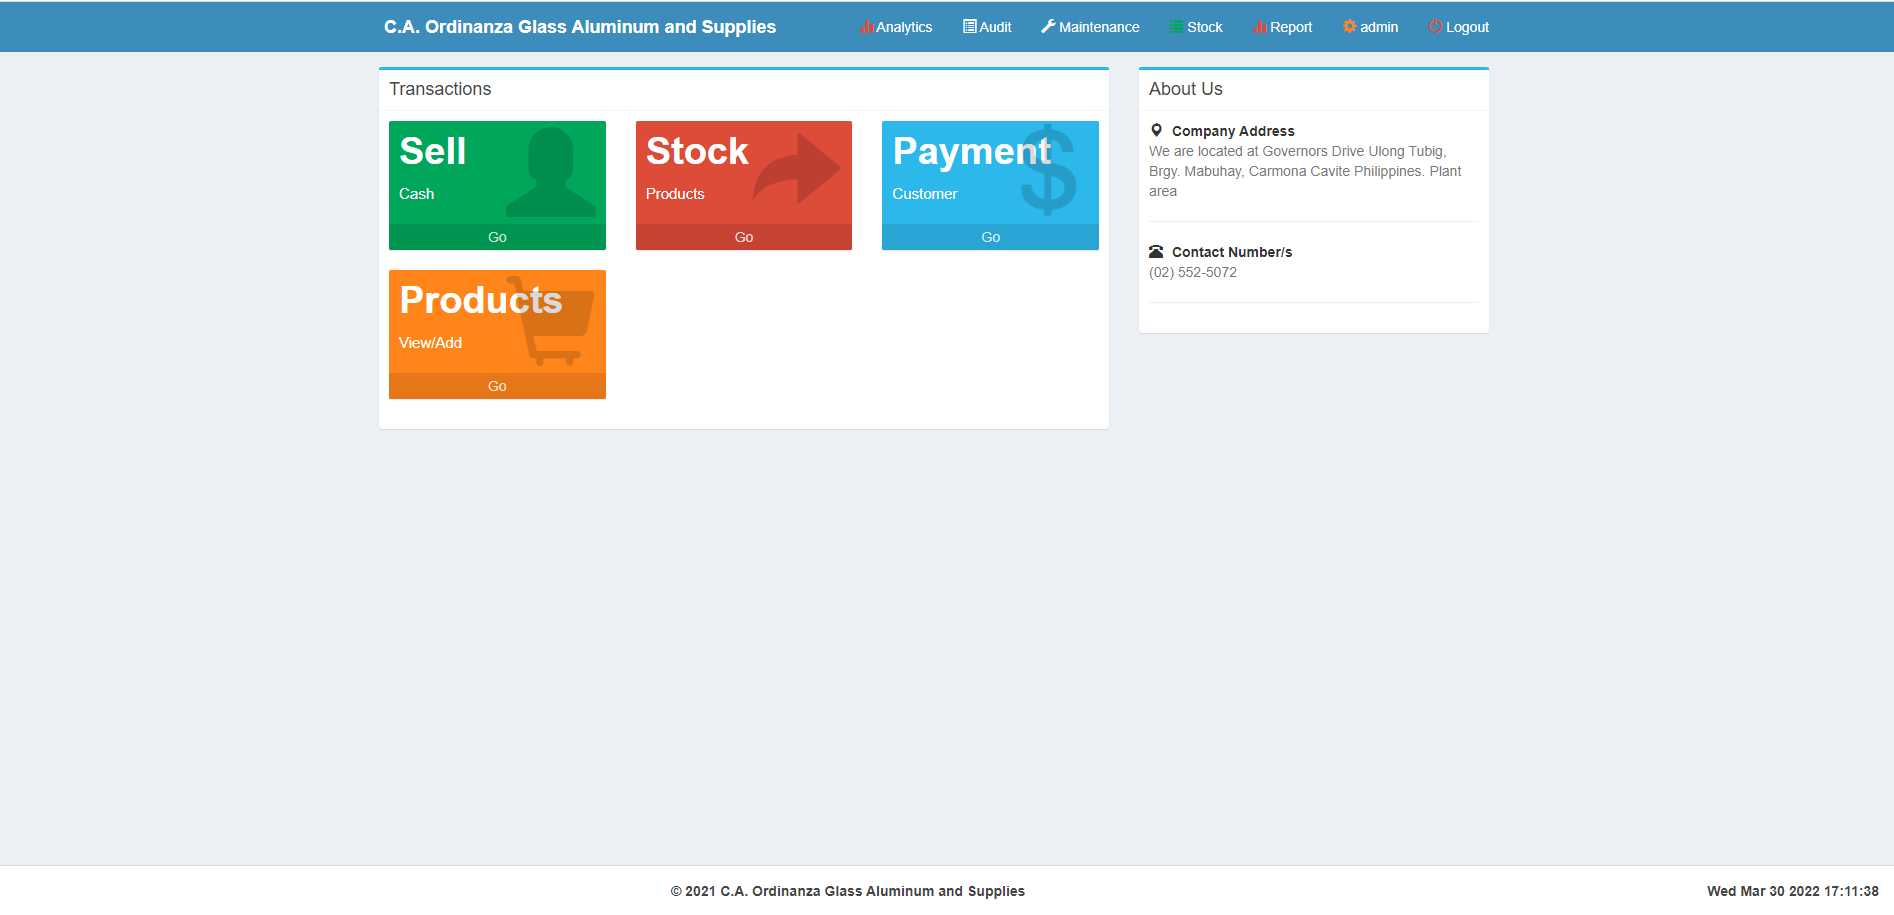 C.A. Ordinanza Glass Aluminum and Supplies
Analytics
Audit
Maintenance
Stock
Report
admin
Logout
Transactions
Sell
Cash
Go
Stock
Products
Go
Payment
Customer
Go
Products
View/Add
Go
About Us
Company Address
We are located at Governors Drive Ulong Tubig,
Brgy. Mabuhay, Carmona Cavite Philippines. Plant
area
Contact Number/s
(02) 552-5072
© 2021 C.A. Ordinanza Glass Aluminum and Supplies
Wed Mar 30 2022 17:11:38